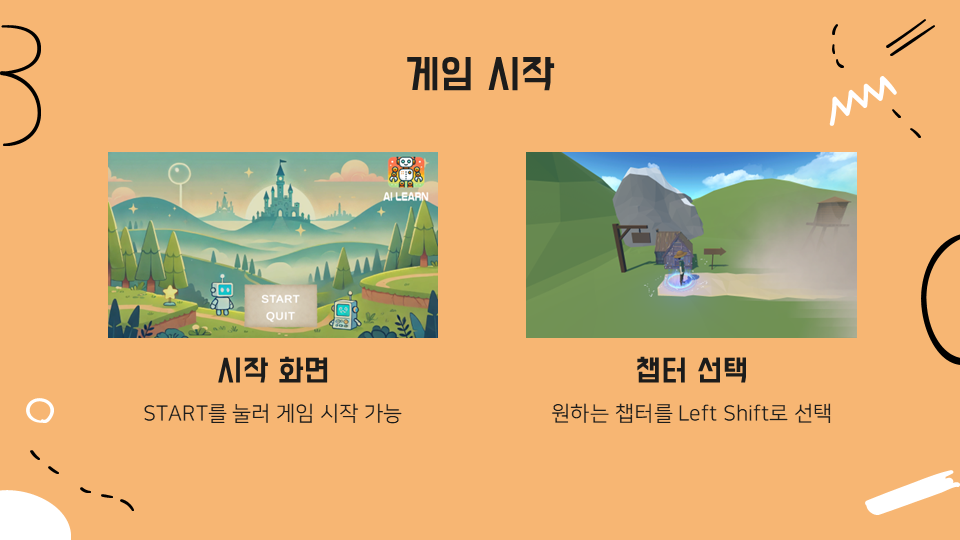 게임 시작
AI LEARN
START
QUIT
시작 화면
START를 눌러 게임 시작 가능
챕터 선택
원하는 챕터를 Left Shift로 선택